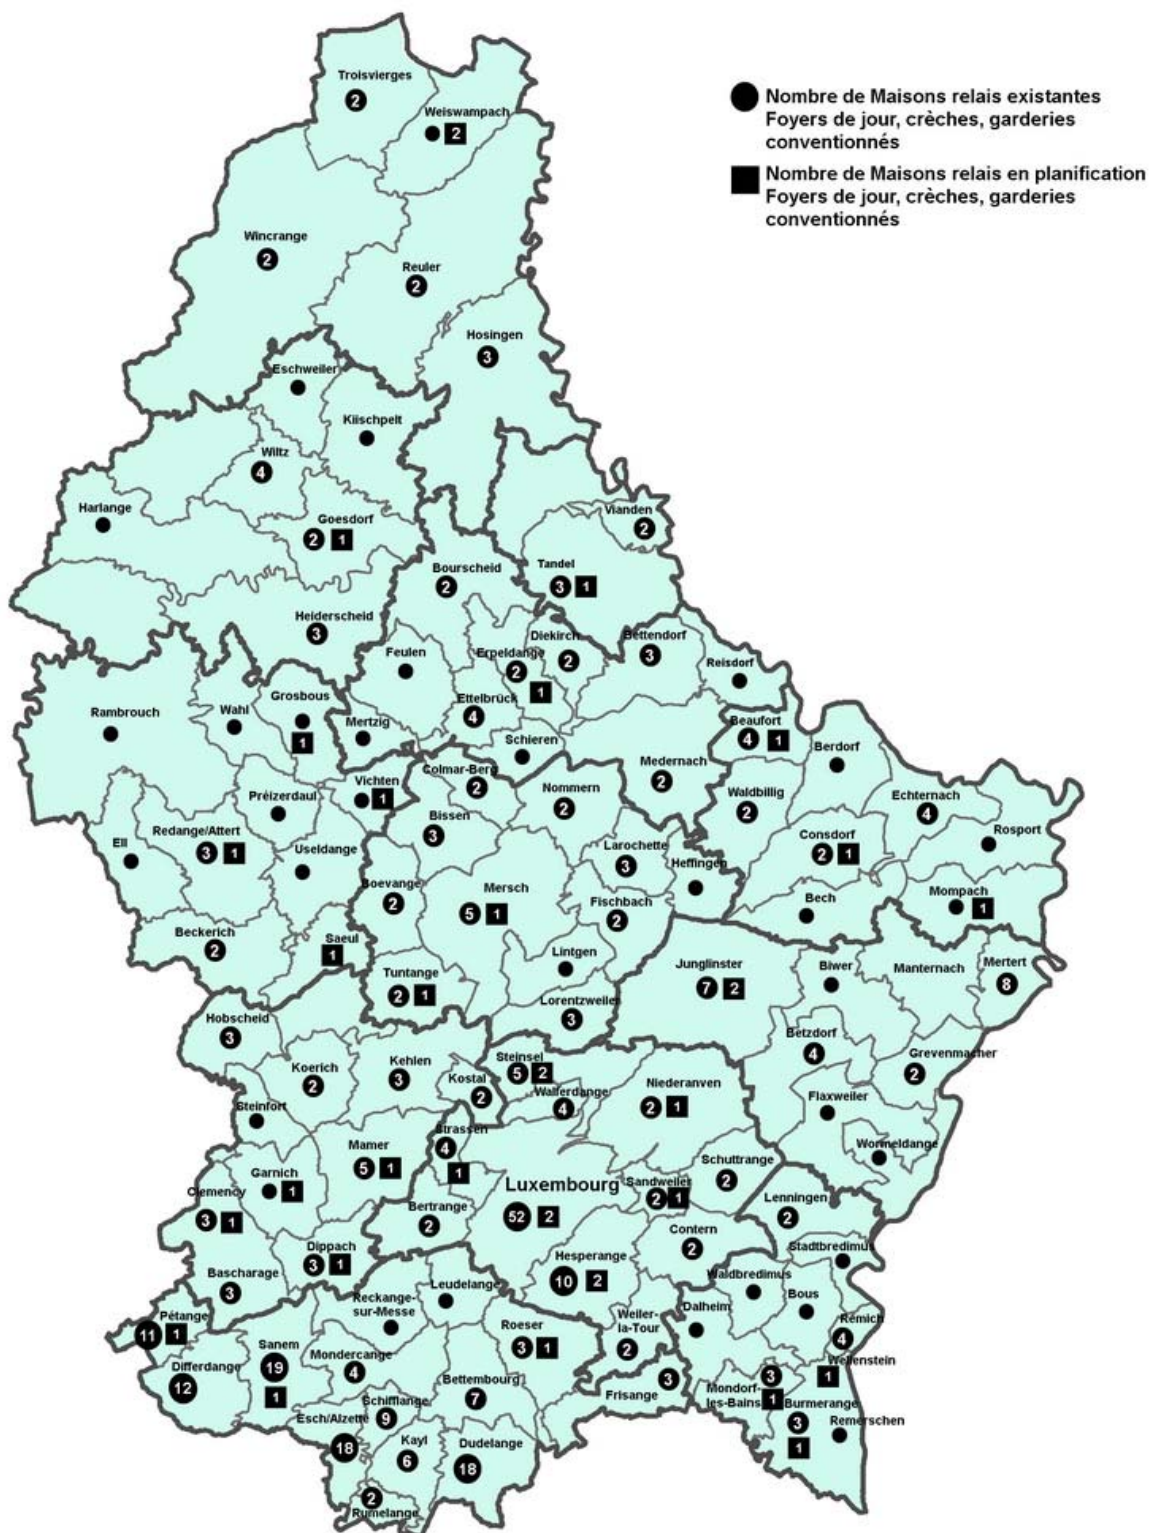 Troisvierges
2
Weiswampach
2
Nombre de Maisons relais existantes
Foyers de jour, crèches, garderies
conventionnés
Nombre de Maisons relais en planification
Foyers de jour, crèches, garderies
conventionnés
Wincrange
2
Reuler
2
Hosingen
3
Eschweiler
Kiischpelt
Wiltz
4
Harlange
Goesdorf
2 1
Vianden
2
Bourscheid
2
Tandel
3 1
Heiderscheid
3
Feulen
Erpeldange
2
1
Diekirch
2
Bettendorf
3
Reisdorf
Rambrouch
Wahl
Grosbous
1
Mertzig
Ettelbrück
4
Schieren
Beaufort
4 1
Berdorf
Medernach
2
Vichten
1
Colmar-Berg
2
Nommern
2
Waldbillig
2
Echternach
4
Préizerdaul
Bissen
3
Rosport
Ell
Redange/Attert
3 1
Useldange
Larochette
3
Heffingen
Consdorf
2 1
Boevange
2
Mersch
5 1
Fischbach
2
Bech
Mompach
1
Beckerich
2
Saeul
1
Lintgen
Tuntange
2 1
Lorentzweiler
3
Junglinster
7 2
Biwer
Manternach
Mertert
8
Hobscheid
3
Koerich
2
Kehlen
3
Kostal
2
Steinsel
5 2
Walferdange
4
Niederanven
2 1
Betzdorf
4
Grevenmacher
2
Steinfort
Flaxweiler
Wormeldange
Mamer
5 1
Strassen
4
1
Garnich
1
Clemency
3 1
Luxembourg
52 2
Sandweiler
2 1
Schuttrange
2
Lenningen
2
Bertrange
2
Contern
2
Stadtbredimus
Dippach
3 1
Hesperange
10 2
Bascharage
3
Leudelange
Waldbredimus
Reckange-
sur-Messe
Bous
Dalheim
Pétange
11 1
Weiler-
la-Tour
2
Remich
4
Sanem
19
1
Roeser
3 1
Mondercange
4
Differdange
12
Bettembourg
7
Frisange
3
Mondorf-
les-Bains
3
1
Wellenstein
1
Schifflange
9
Burmerange
3
1
Remerschen
Esch/Alzette
18
Kayl
6
Dudelange
18
2
Rumelange